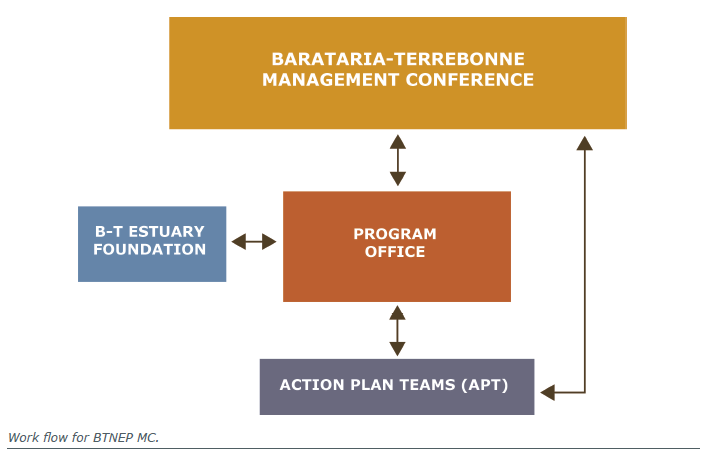 BARATARIA-TERREBONNE
MANAGEMENT CONFERENCE
B-T ESTUARY
FOUNDATION
PROGRAM
OFFICE
ACTION PLAN TEAMS (APT)
Work flow for BTNEP MC.